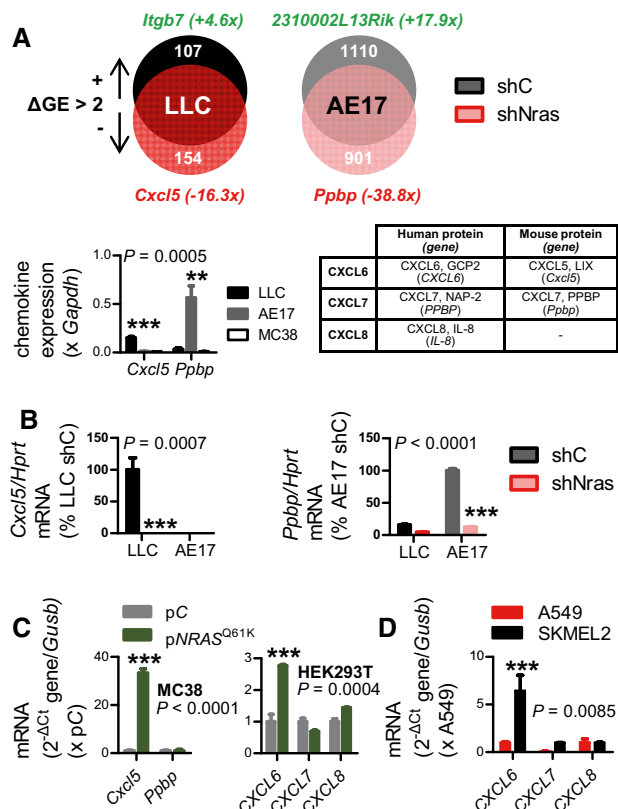 A
Itgb7 (+4.6x)
2310002L13Rik (+17.9x)
107
1110
+
ΔGE > 2
-
LLC
AE17
154
901
Cxcl5 (-16.3x)
Ppbp (-38.8x)
shC
shNras
chemokine
expression
(x Gapdh)
1.0
0.5
0.0
P = 0.0005
***
**
Cxcl5 Ppbp
LLC
AE17
MC38
Human protein
(gene)
Mouse protein
(gene)
CXCL6
CXCL6, GCP2
(CXCL6)
CXCL5, LIX
(Cxcl5)
CXCL7
CXCL7, NAP-2
(PPBP)
CXCL7, PPBP
(Ppbp)
CXCL8
CXCL8, IL-8
(IL-8)
-
B
Cxcl5/Hprt
mRNA
(% LLC shC)
150
100
50
0
P = 0.0007
***
LLC AE17
Ppbp/Hprt
mRNA
(% AE17 shC)
150
100
50
0
P < 0.0001
***
LLC AE17
shC
shNras
C
pC
pNRASQ61K
mRNA
(2-ΔCt gene/Gusb)
(x pC)
40
20
0
***
MC38
P < 0.0001
Cxcl5
Ppbp
3
2
1
0
***
HEK293T
P = 0.0004
CXCL6
CXCL7
CXCL8
D
A549
SKMEL2
mRNA
(2-ΔCt gene/Gusb)
(x A549)
10
5
0
***
P = 0.0085
CXCL6
CXCL7
CXCL8